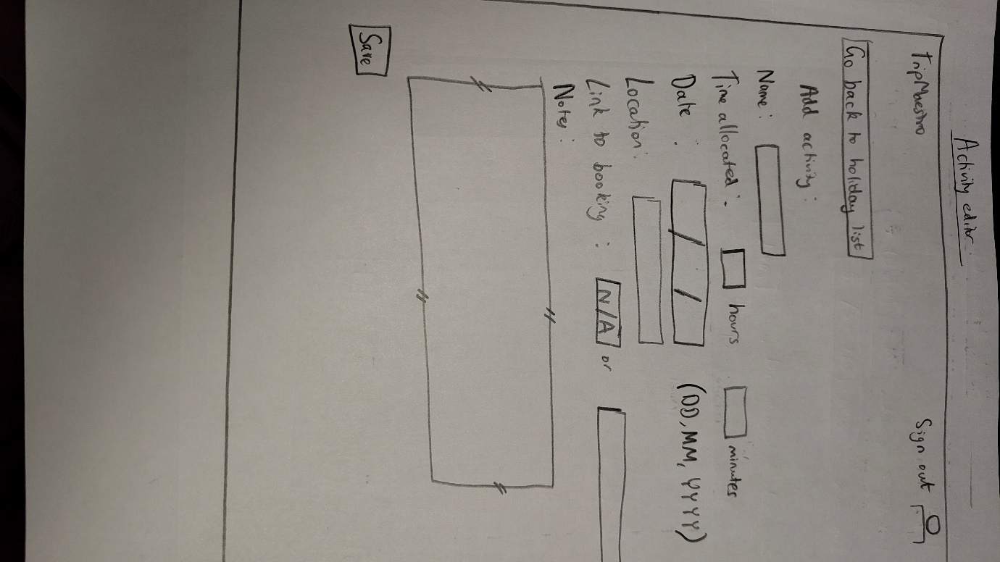 Activity editor
TripMaestro Sign out
Go back to holiday list
Add activity:
Name:
Time allocated: hours minutes
Date: / / (DD, MM, YYYY)
Location:
Link to booking: N/A or
Notes:
Save